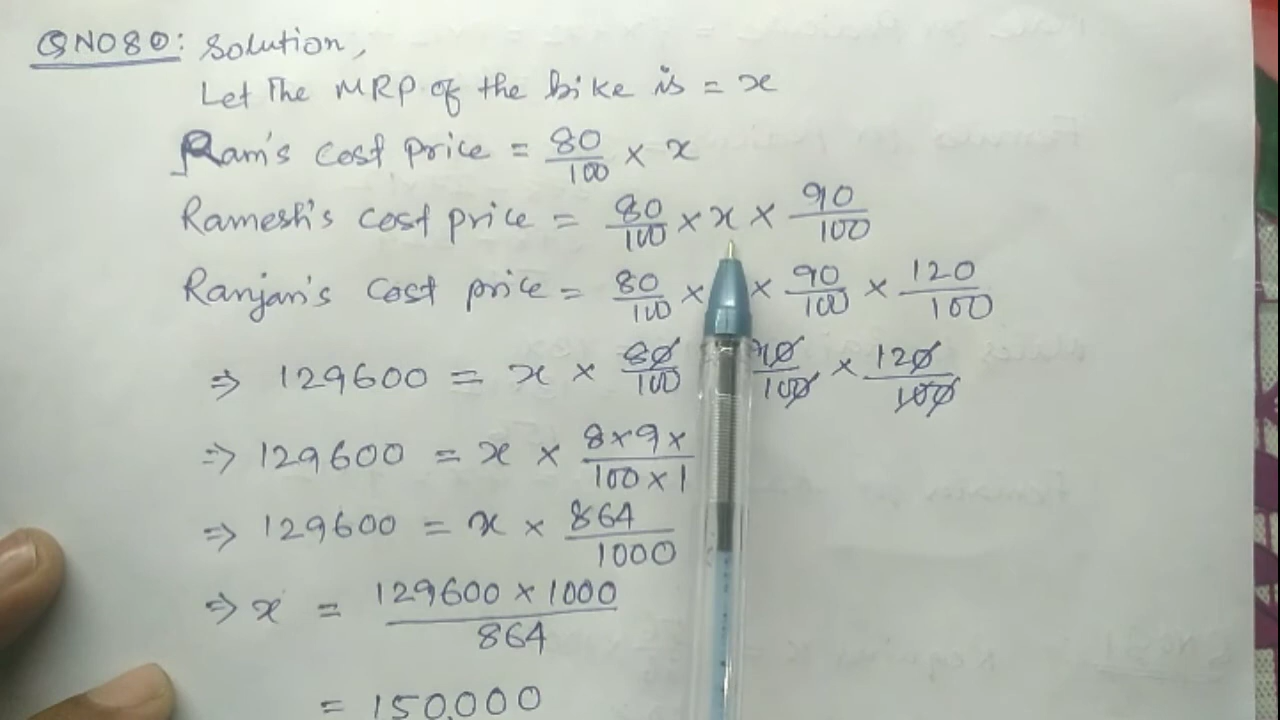 QNO80: Solution,
Let The MRP of the bike is = x
Ram's Cost Price = 80/100 × x
Ramesh's cost price = 80/100 × x × 90/100
Ranjan's Cost price = 80/100 × × 90/100 × 120/100
⇒ 129600 = x × 80/100 90/100 × 120/100
⇒ 129600 = x × 8×9×/100×1
⇒ 129600 = x × 864/1000
⇒ x = 129600 × 1000/864
= 150,000